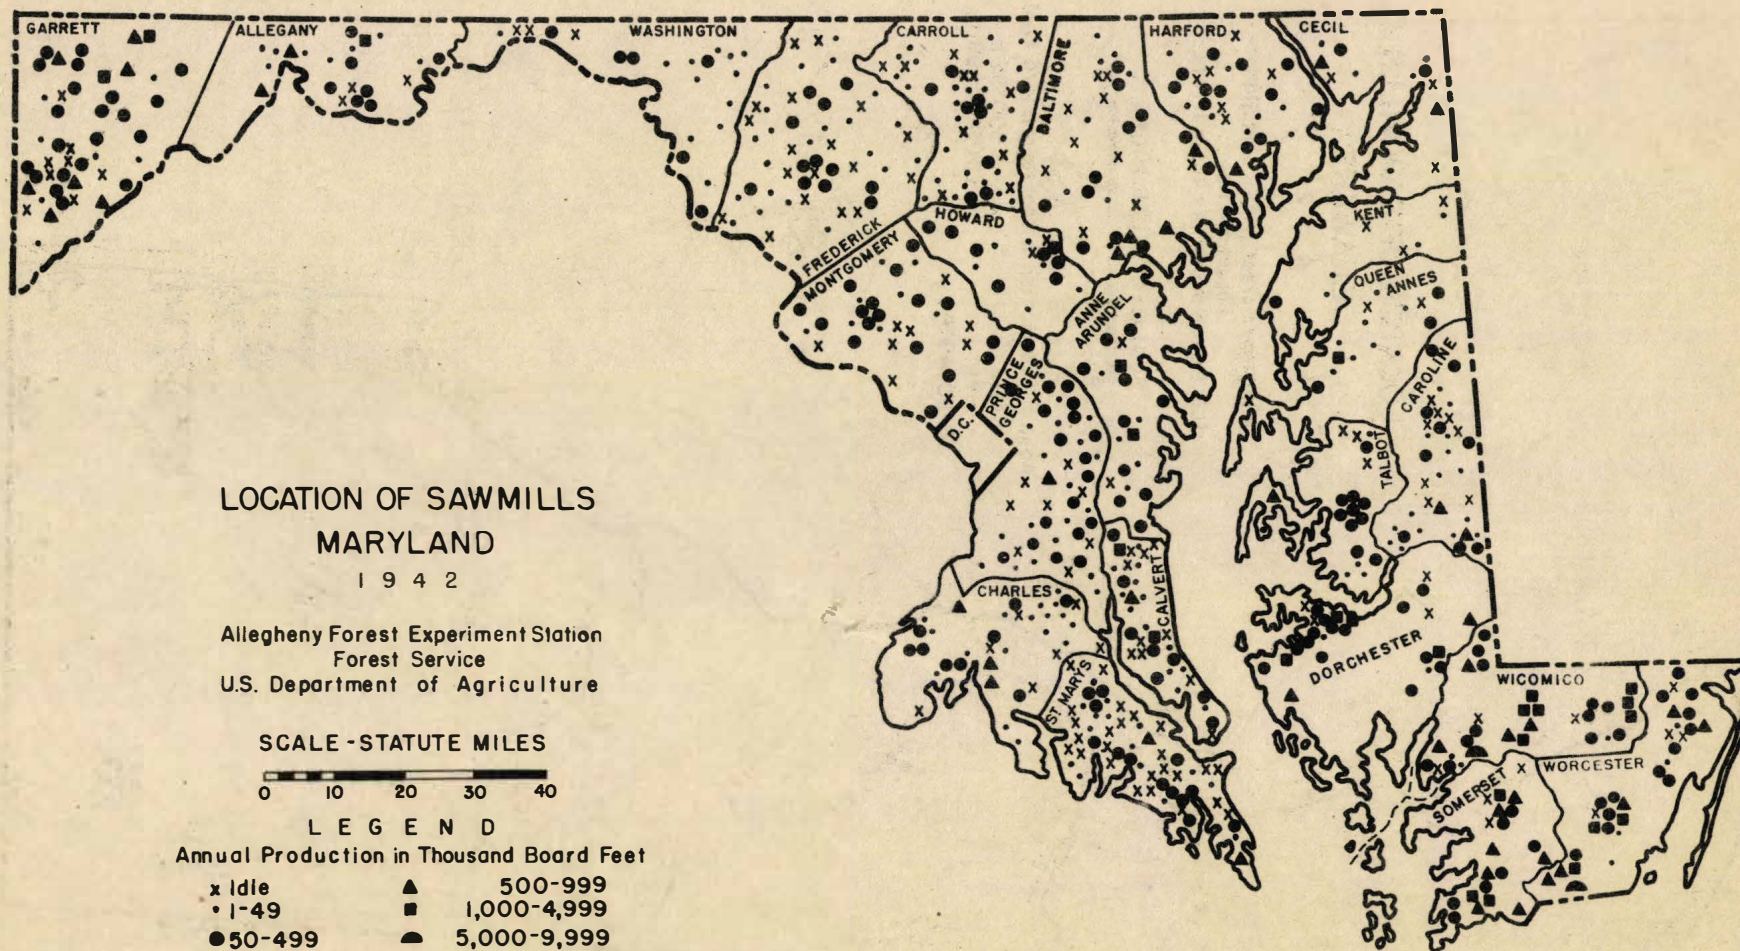 GARRETT
ALLEGANY
WASHINGTON
CARROLL
BALTIMORE
HARFORD
CECIL
FREDERICK
MONTGOMERY
HOWARD
KENT
QUEEN
ANNES
ANNE
ARUNDEL
PRINCE
GEORGES
D.C.
CAROLINE
TALBOT
CHARLES
CALVERT
ST MARYS
DORCHESTER
WICOMICO
WORCESTER
SOMERSET
LOCATION OF SAWMILLS
MARYLAND
1942
Allegheny Forest Experiment Station
Forest Service
U.S. Department of Agriculture
SCALE-STATUTE MILES
0 10 20 30 40
LEGEND
Annual Production in Thousand Board Feet
x Idle
1-49
50-499
500-999
1,000-4,999
5,000-9,999